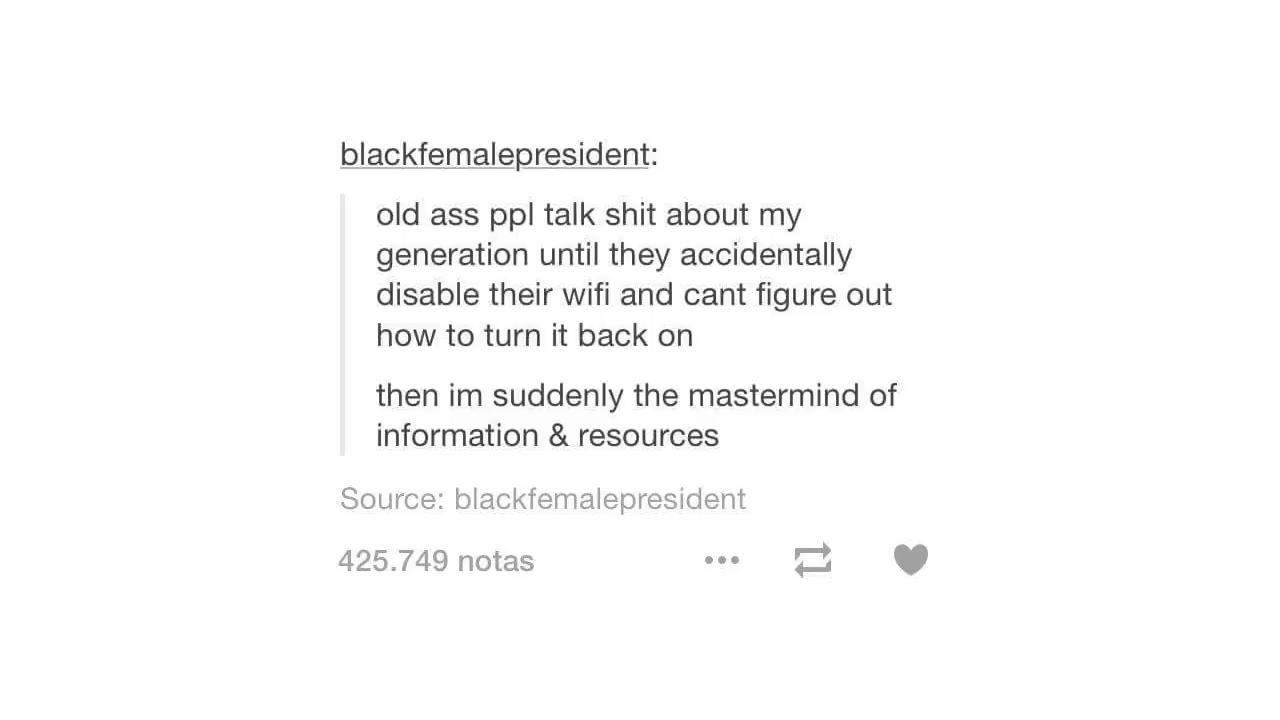 blackfemalepresident:
old ass ppl talk shit about my
generation until they accidentally
disable their wifi and cant figure out
how to turn it back on
then im suddenly the mastermind of
information & resources
Source: blackfemalepresident
425.749 notas